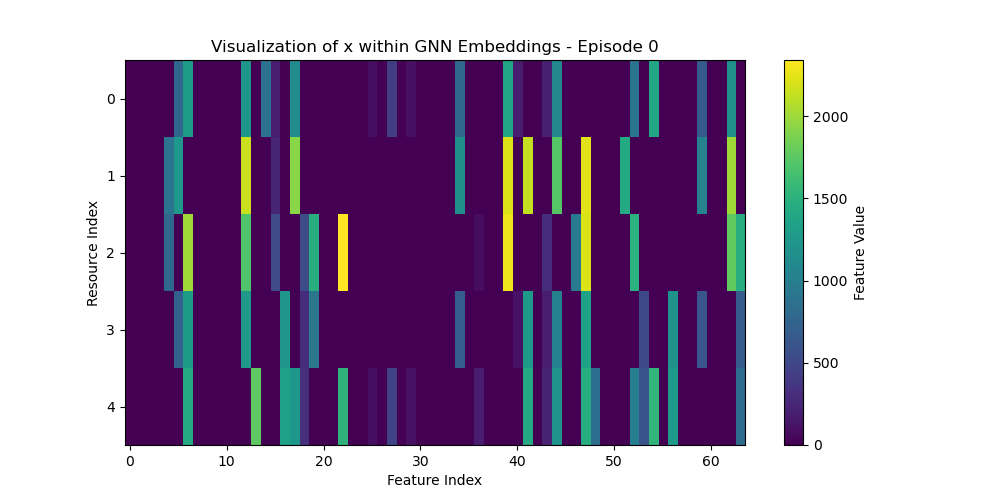 Visualization of x within GNN Embeddings - Episode 0
Resource Index
0
1
2
3
4
0 10 20 30 40 50 60
Feature Index
2000
1500
1000
500
0
Feature Value